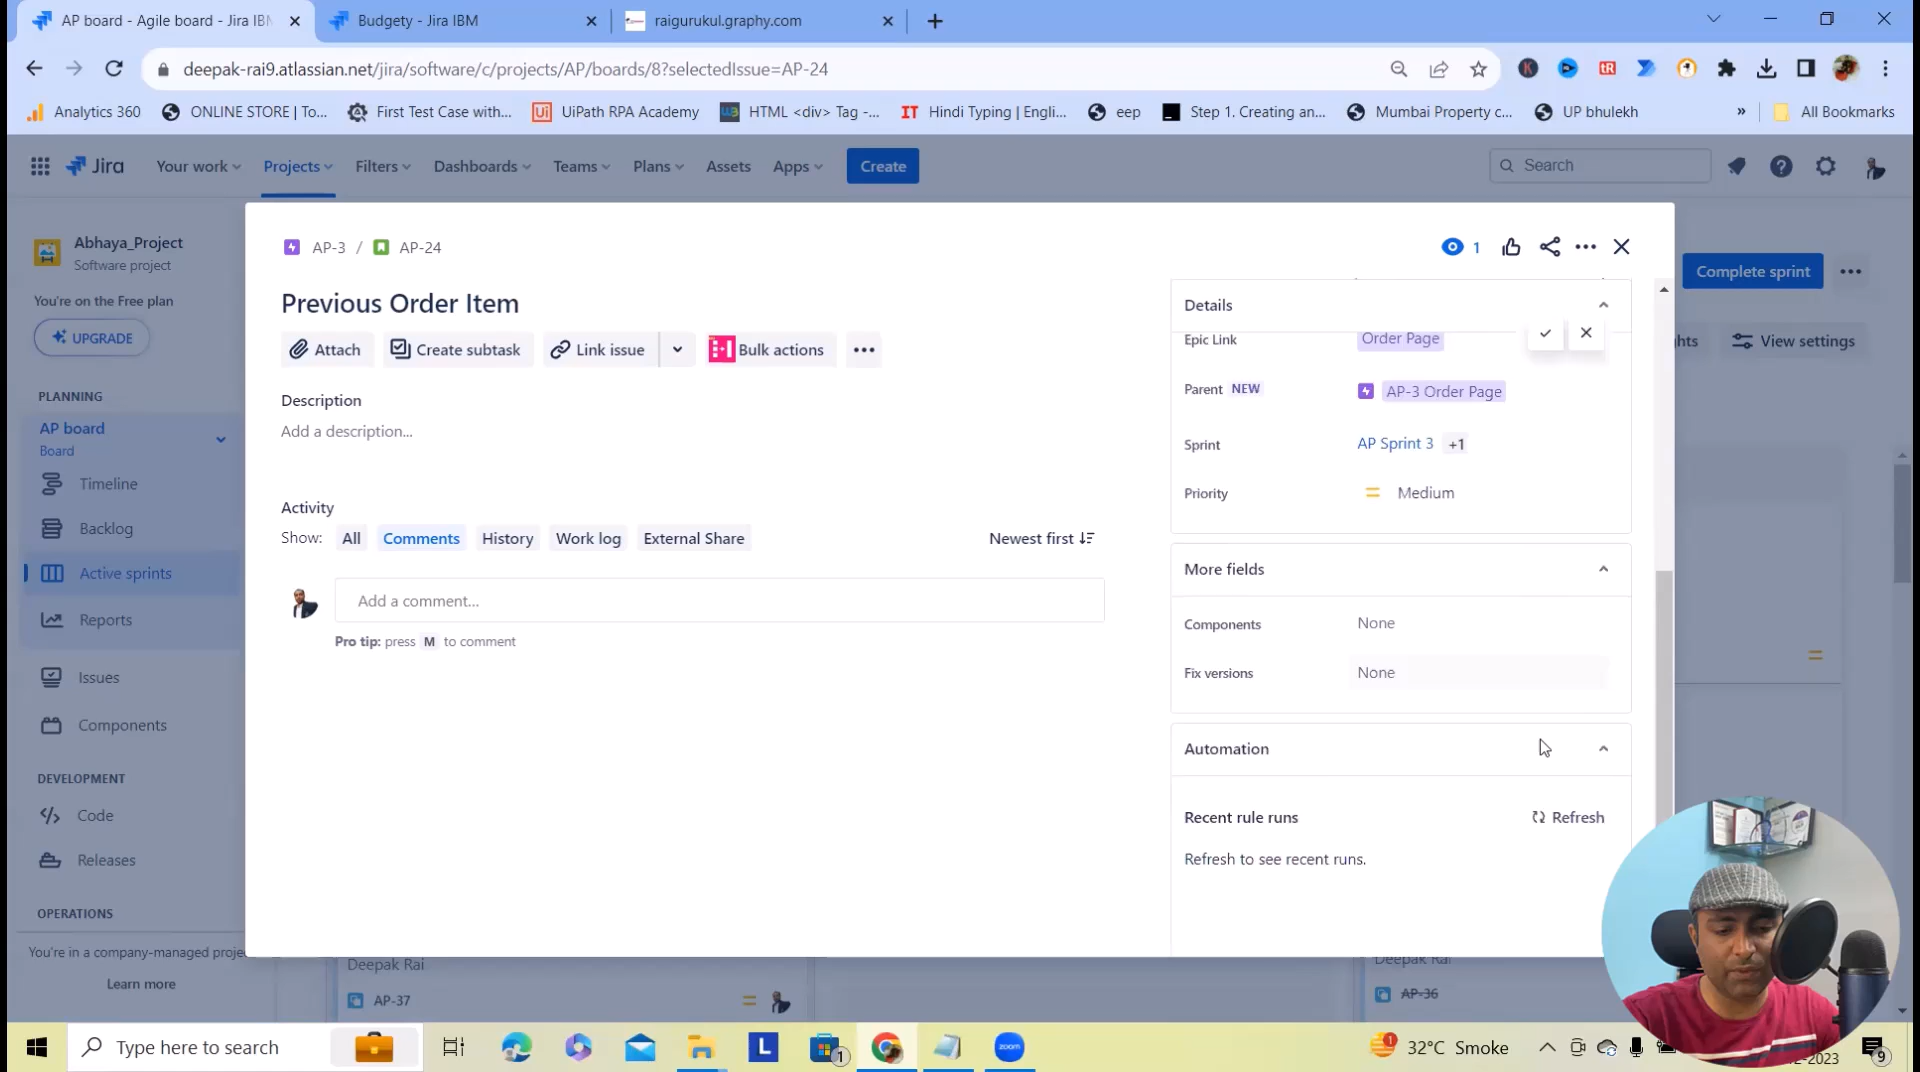 AP board - Agile board - Jira IBM
Budgety - Jira IBM
raigurukul.graphy.com
deepak-rai9.atlassian.net/jira/software/c/projects/AP/boards/8?selectedIssue=AP-24
Analytics 360
ONLINE STORE | To...
First Test Case with...
UiPath RPA Academy
HTML <div> Tag -...
Hindi Typing | Engli...
eep
Step 1. Creating an...
Mumbai Property c...
UP bhulekh
»
All Bookmarks
Jira
Your work
Projects
Filters
Dashboards
Teams
Plans
Assets
Apps
Create
Search
Abhaya_Project
Software project
You're on the Free plan
UPGRADE
PLANNING
AP board
Board
Timeline
Backlog
Active sprints
Reports
Issues
Components
DEVELOPMENT
Code
Releases
OPERATIONS
You're in a company-managed proje
Learn more
AP-3 / AP-24
1
Previous Order Item
Attach
Create subtask
Link issue
Bulk actions
Description
Add a description...
Activity
Show: All Comments History Work log External Share
Newest first
Add a comment...
Pro tip: press M to comment
Details
Epic Link Order Page
Parent NEW AP-3 Order Page
Sprint AP Sprint 3 +1
Priority Medium
More fields
Components None
Fix versions None
Automation
Recent rule runs
Refresh
Refresh to see recent runs.
Complete sprint
hts
View settings
Deepak Rai
AP-37
Deepak Rai
AP-36
Type here to search
L
1
zoom
1
32°C Smoke
2023
9